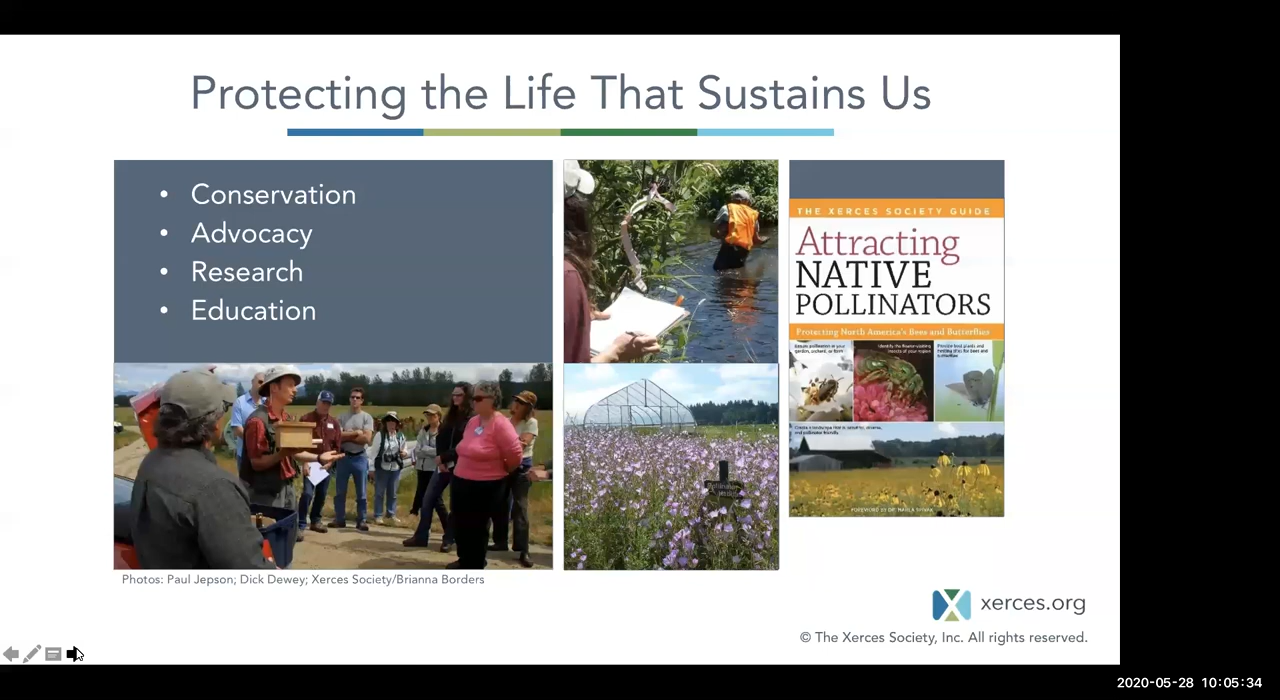 Protecting the Life That Sustains Us
• Conservation
• Advocacy
• Research
• Education
THE XERCES SOCIETY GUIDE
Attracting
NATIVE
POLLINATORS
Protecting North America's Bees and Butterflies
Photos: Paul Jepson; Dick Dewey; Xerces Society/Brianna Borders
xerces.org
© The Xerces Society, Inc. All rights reserved.
2020-05-28 10:05:34